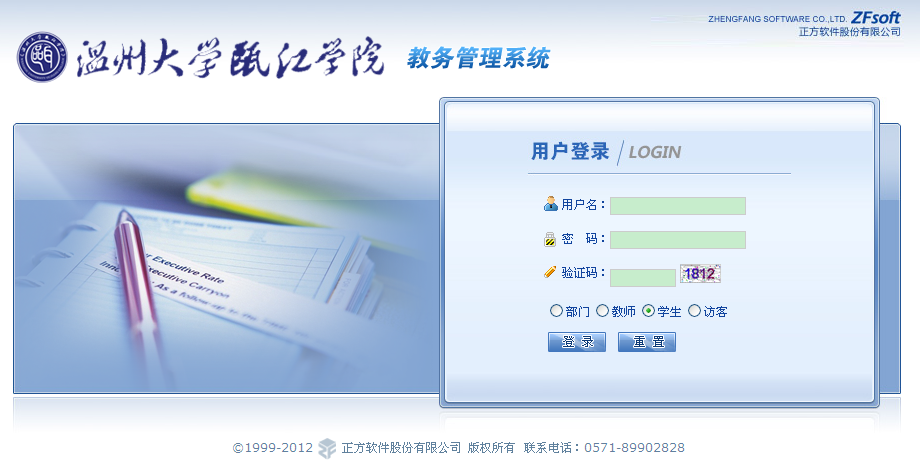 ZHENGFANG SOFTWARE CO.,LTD. ZFsoft
正方软件股份有限公司
温州大学瓯江学院 教务管理系统
用户登录 / LOGIN
用户名：
密 码：
验证码： 1812
部门 教师 学生 访客
登 录 重 置
Executive Rate
Executive Carryon
As a follow-up to the
©1999-2012 正方软件股份有限公司 版权所有 联系电话：0571-89902828